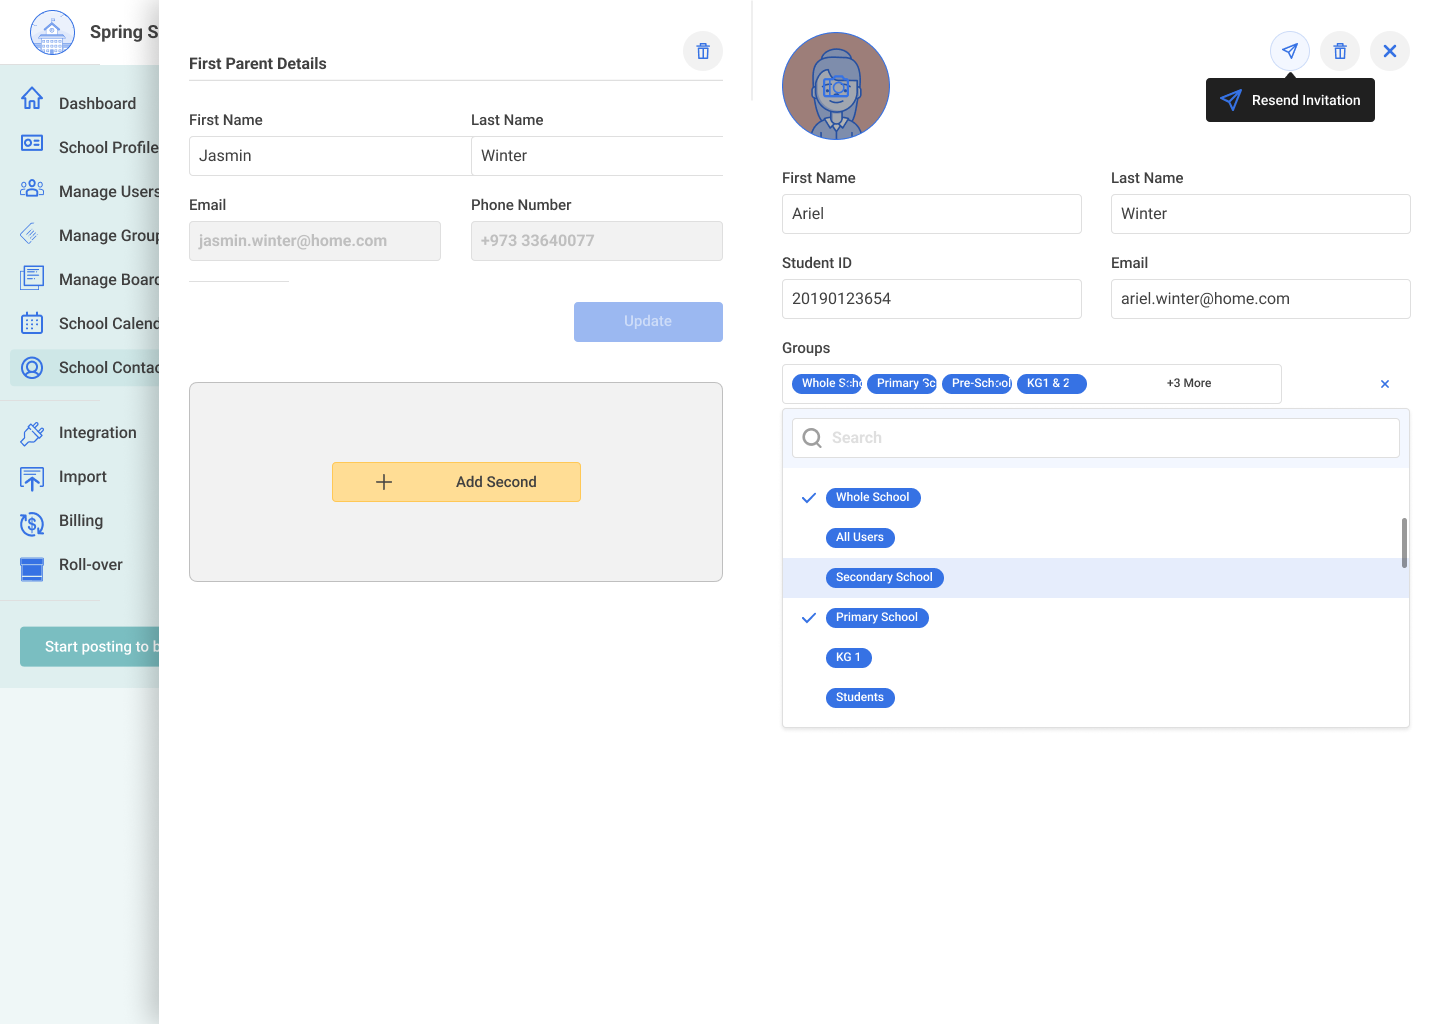 Spring S
Dashboard
School Profile
Manage Users
Manage Group
Manage Board
School Calend
School Contac
Integration
Import
Billing
Roll-over
Start posting to b
First Parent Details
First Name
Last Name
Jasmin
Winter
Email
Phone Number
jasmin.winter@home.com
+973 33640077
Update
Add Second
Resend Invitation
First Name
Last Name
Ariel
Winter
Student ID
Email
20190123654
ariel.winter@home.com
Groups
Whole Scho
Primary Sc
Pre-School
KG1 & 2
+3 More
Search
Whole School
All Users
Secondary School
Primary School
KG 1
Students